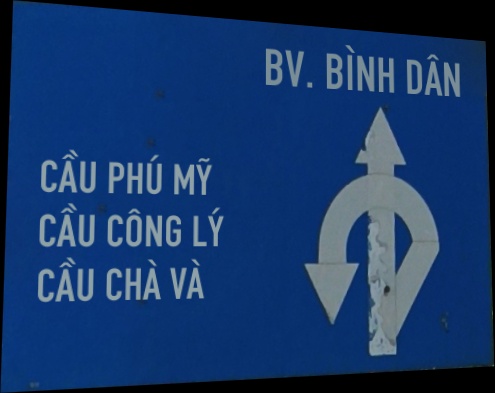 BV. BÌNH DÂN
CẦU PHÚ MỸ
CẦU CÔNG LÝ
CẦU CHÀ VÀ